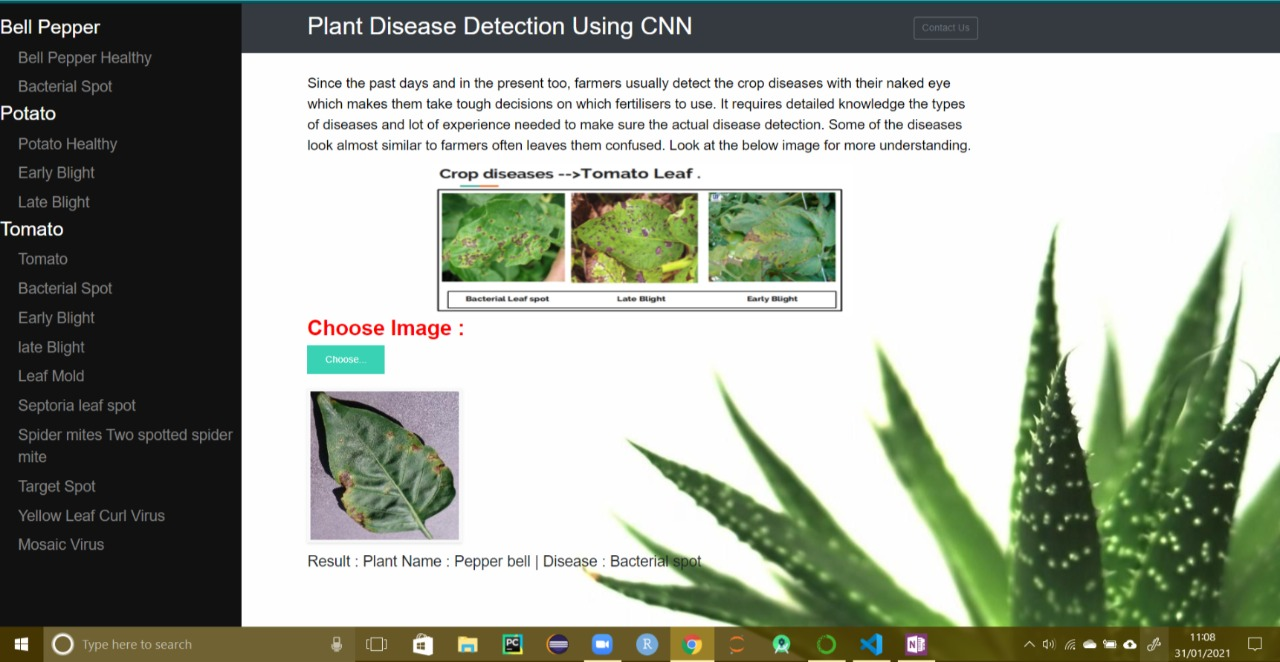 Bell Pepper
Bell Pepper Healthy
Bacterial Spot
Potato
Potato Healthy
Early Blight
Late Blight
Tomato
Tomato
Bacterial Spot
Early Blight
late Blight
Leaf Mold
Septoria leaf spot
Spider mites Two spotted spider
mite
Target Spot
Yellow Leaf Curl Virus
Mosaic Virus
Plant Disease Detection Using CNN
Contact Us
Since the past days and in the present too, farmers usually detect the crop diseases with their naked eye
which makes them take tough decisions on which fertilisers to use. It requires detailed knowledge the types
of diseases and lot of experience needed to make sure the actual disease detection. Some of the diseases
look almost similar to farmers often leaves them confused. Look at the below image for more understanding.
Crop diseases -->Tomato Leaf .
Bacterial Leaf spot Late Blight Early Blight
Choose Image :
Choose...
Result : Plant Name : Pepper bell | Disease : Bacterial spot
Type here to search
PC
R
N
11:08
31/01/2021